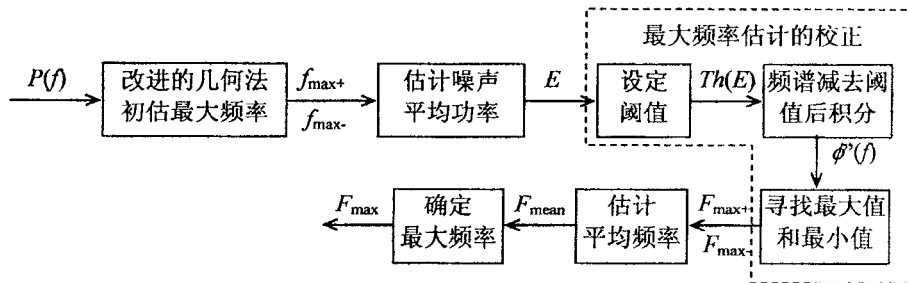 最大频率估计的校正
P(f)
改进的几何法
初估最大频率
fmax+
fmax-
估计噪声
平均功率
E
设定
阈值
Th(E)
频谱减去阈
值后积分
ϕ''(f)
寻找最大值
和最小值
Fmax+
Fmax-
估计
平均频率
Fmean
确定
最大频率
Fmax